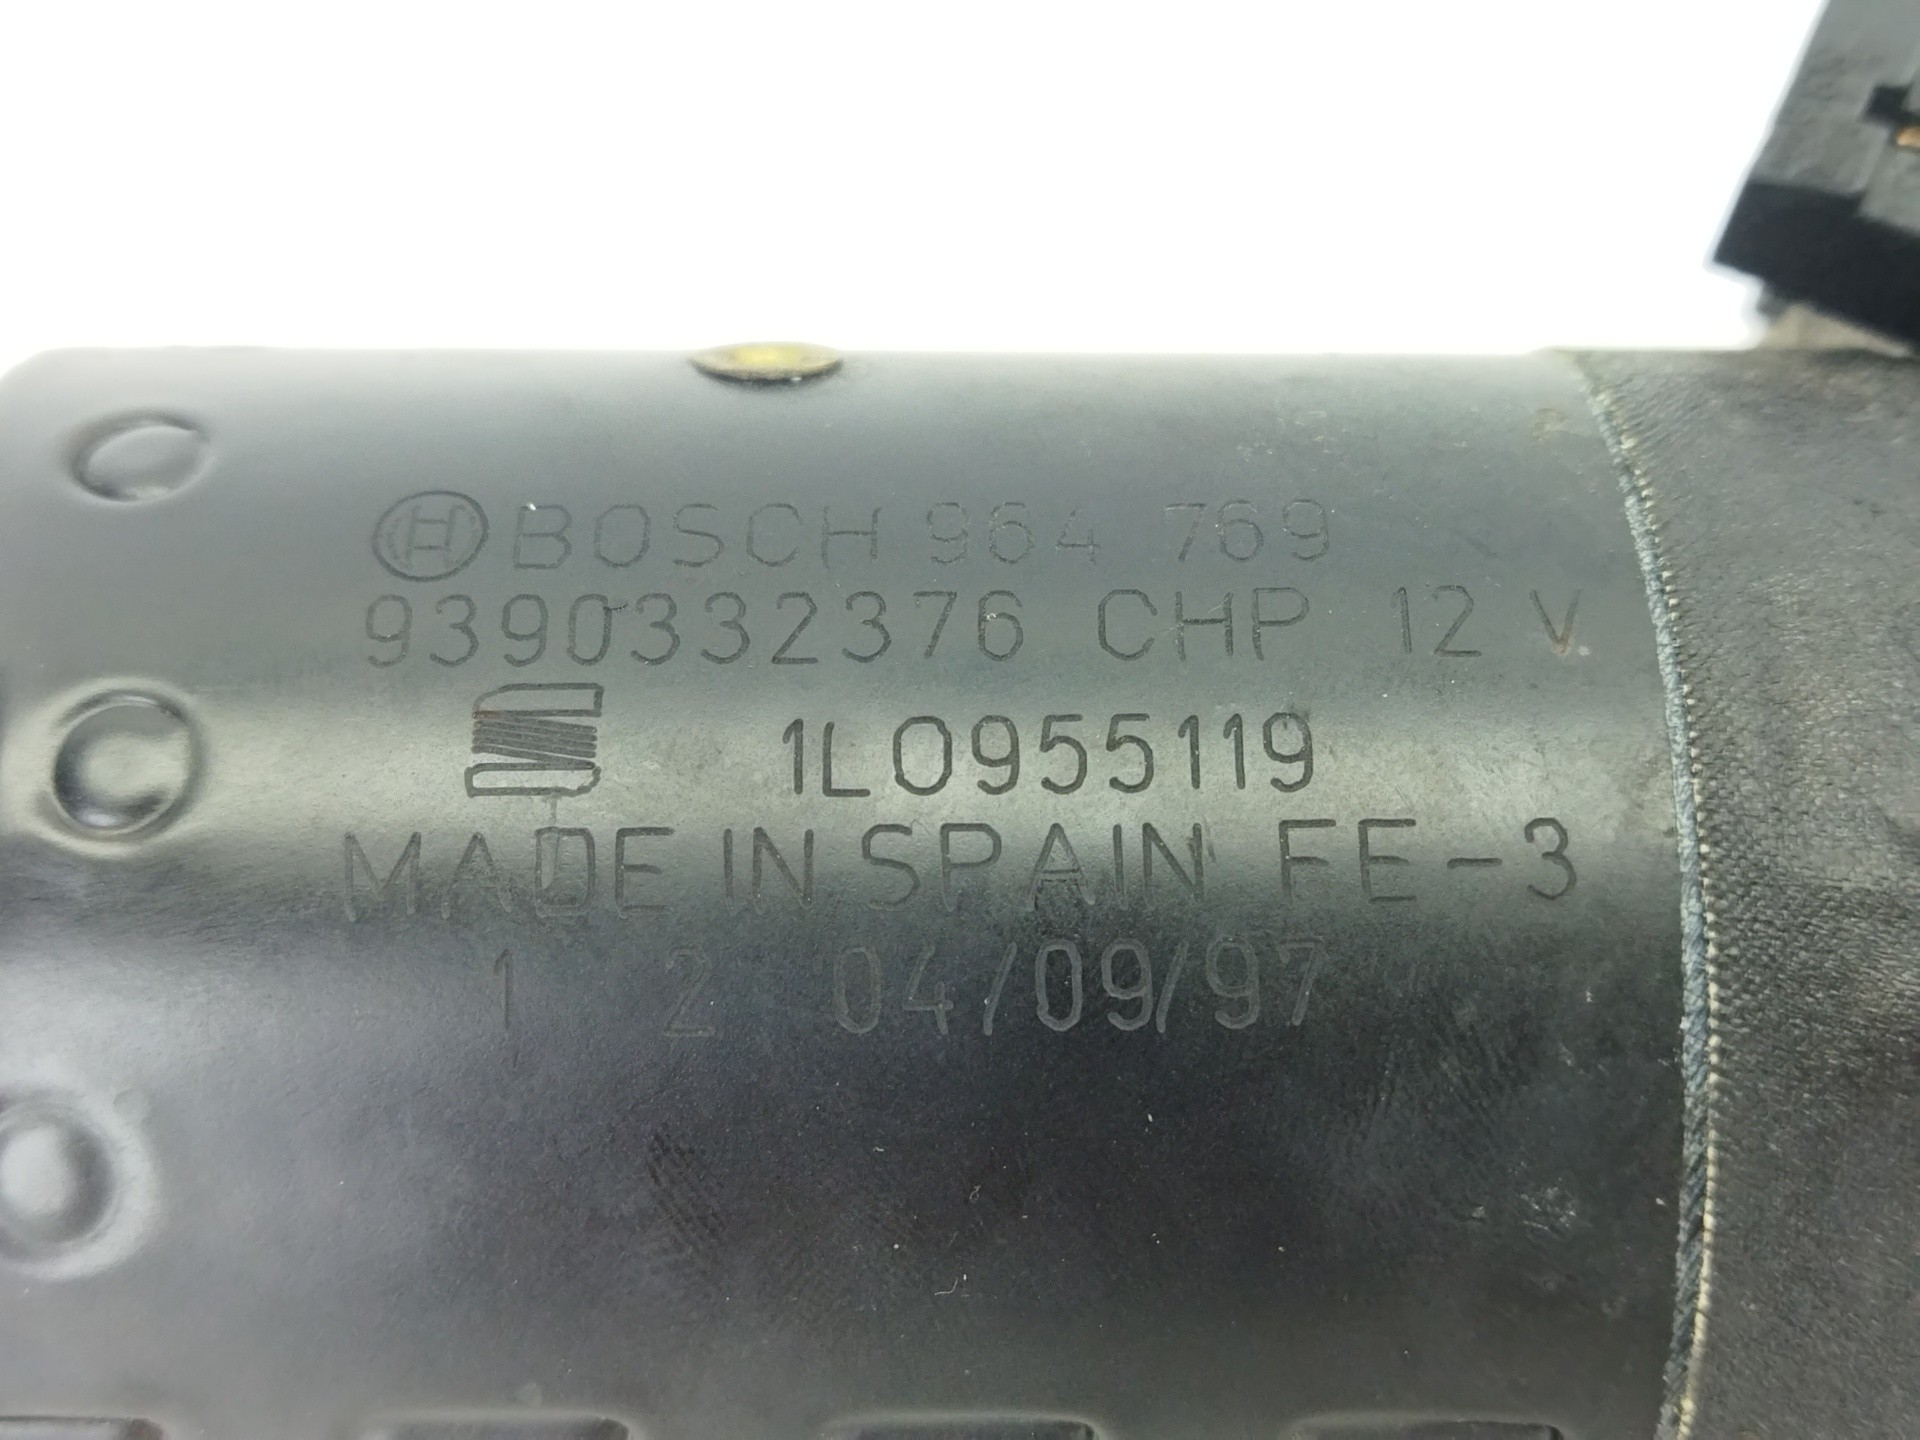 BOSCH 964 769
9390332376 CHP 12 V
1L0955119
MADE IN SPAIN FE-3
1 2 04/09/97